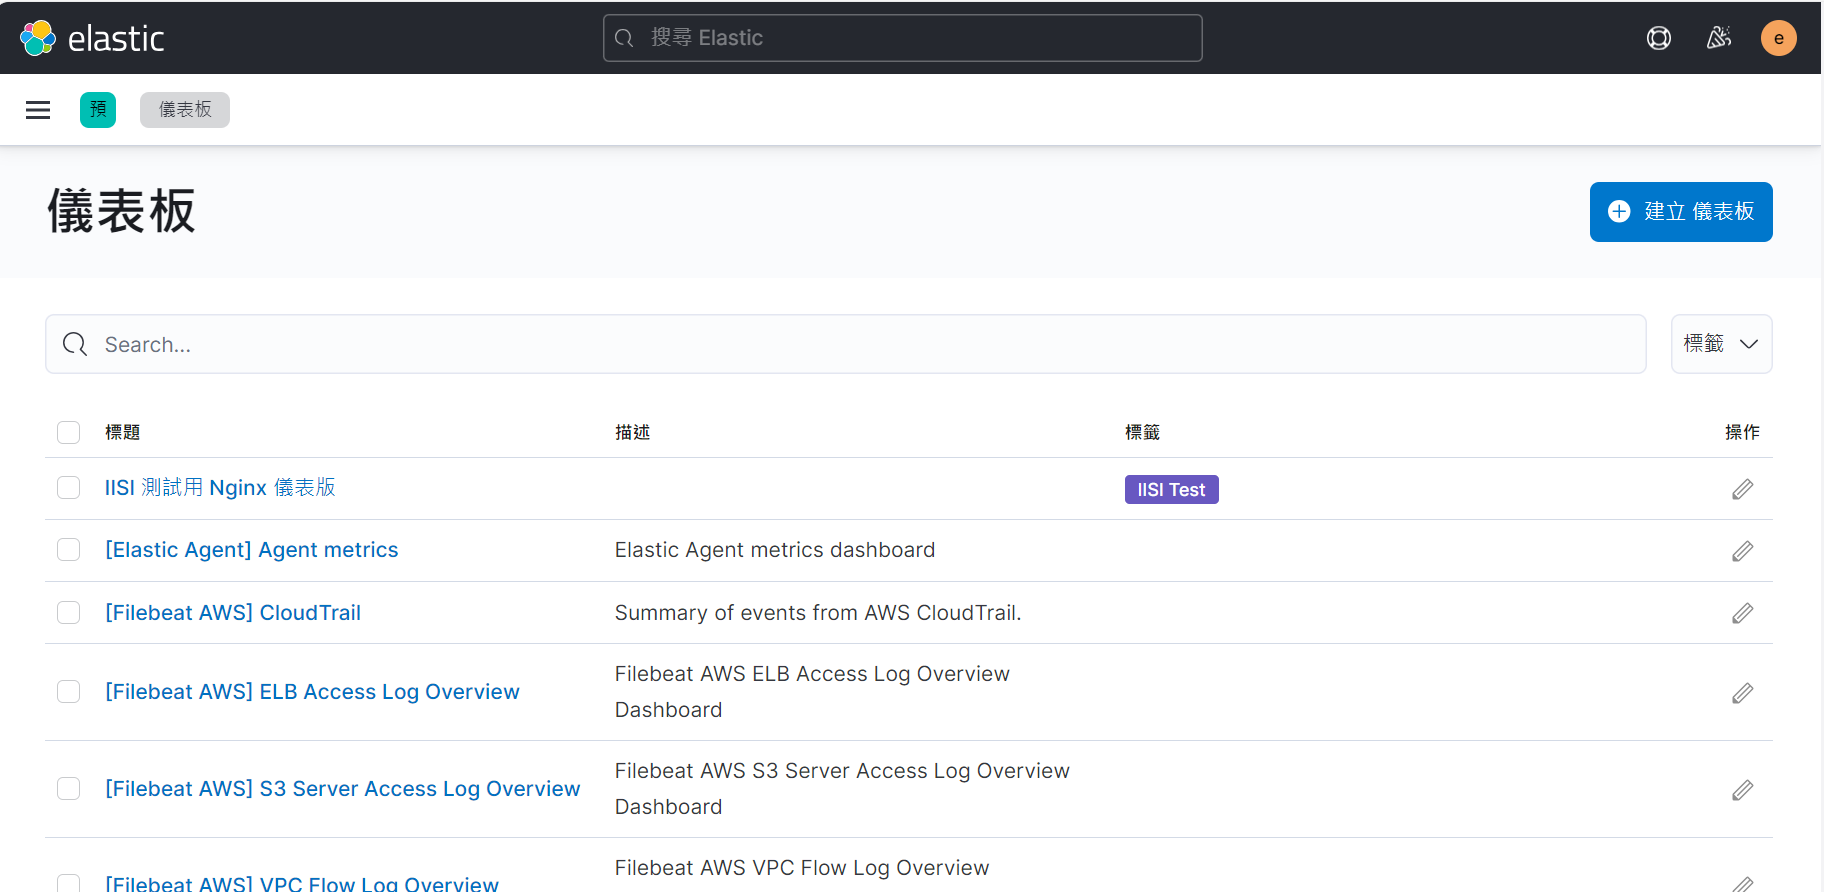 elastic
搜尋 Elastic
e
預
儀表板
儀表板
建立 儀表板
Search...
標籤
標題 描述 標籤 操作
IISI 測試用 Nginx 儀表版 IISI Test
[Elastic Agent] Agent metrics Elastic Agent metrics dashboard
[Filebeat AWS] CloudTrail Summary of events from AWS CloudTrail.
[Filebeat AWS] ELB Access Log Overview
Filebeat AWS ELB Access Log Overview
Dashboard
[Filebeat AWS] S3 Server Access Log Overview
Filebeat AWS S3 Server Access Log Overview
Dashboard
[Filebeat AWS] VPC Flow Log Overview
Filebeat AWS VPC Flow Log Overview